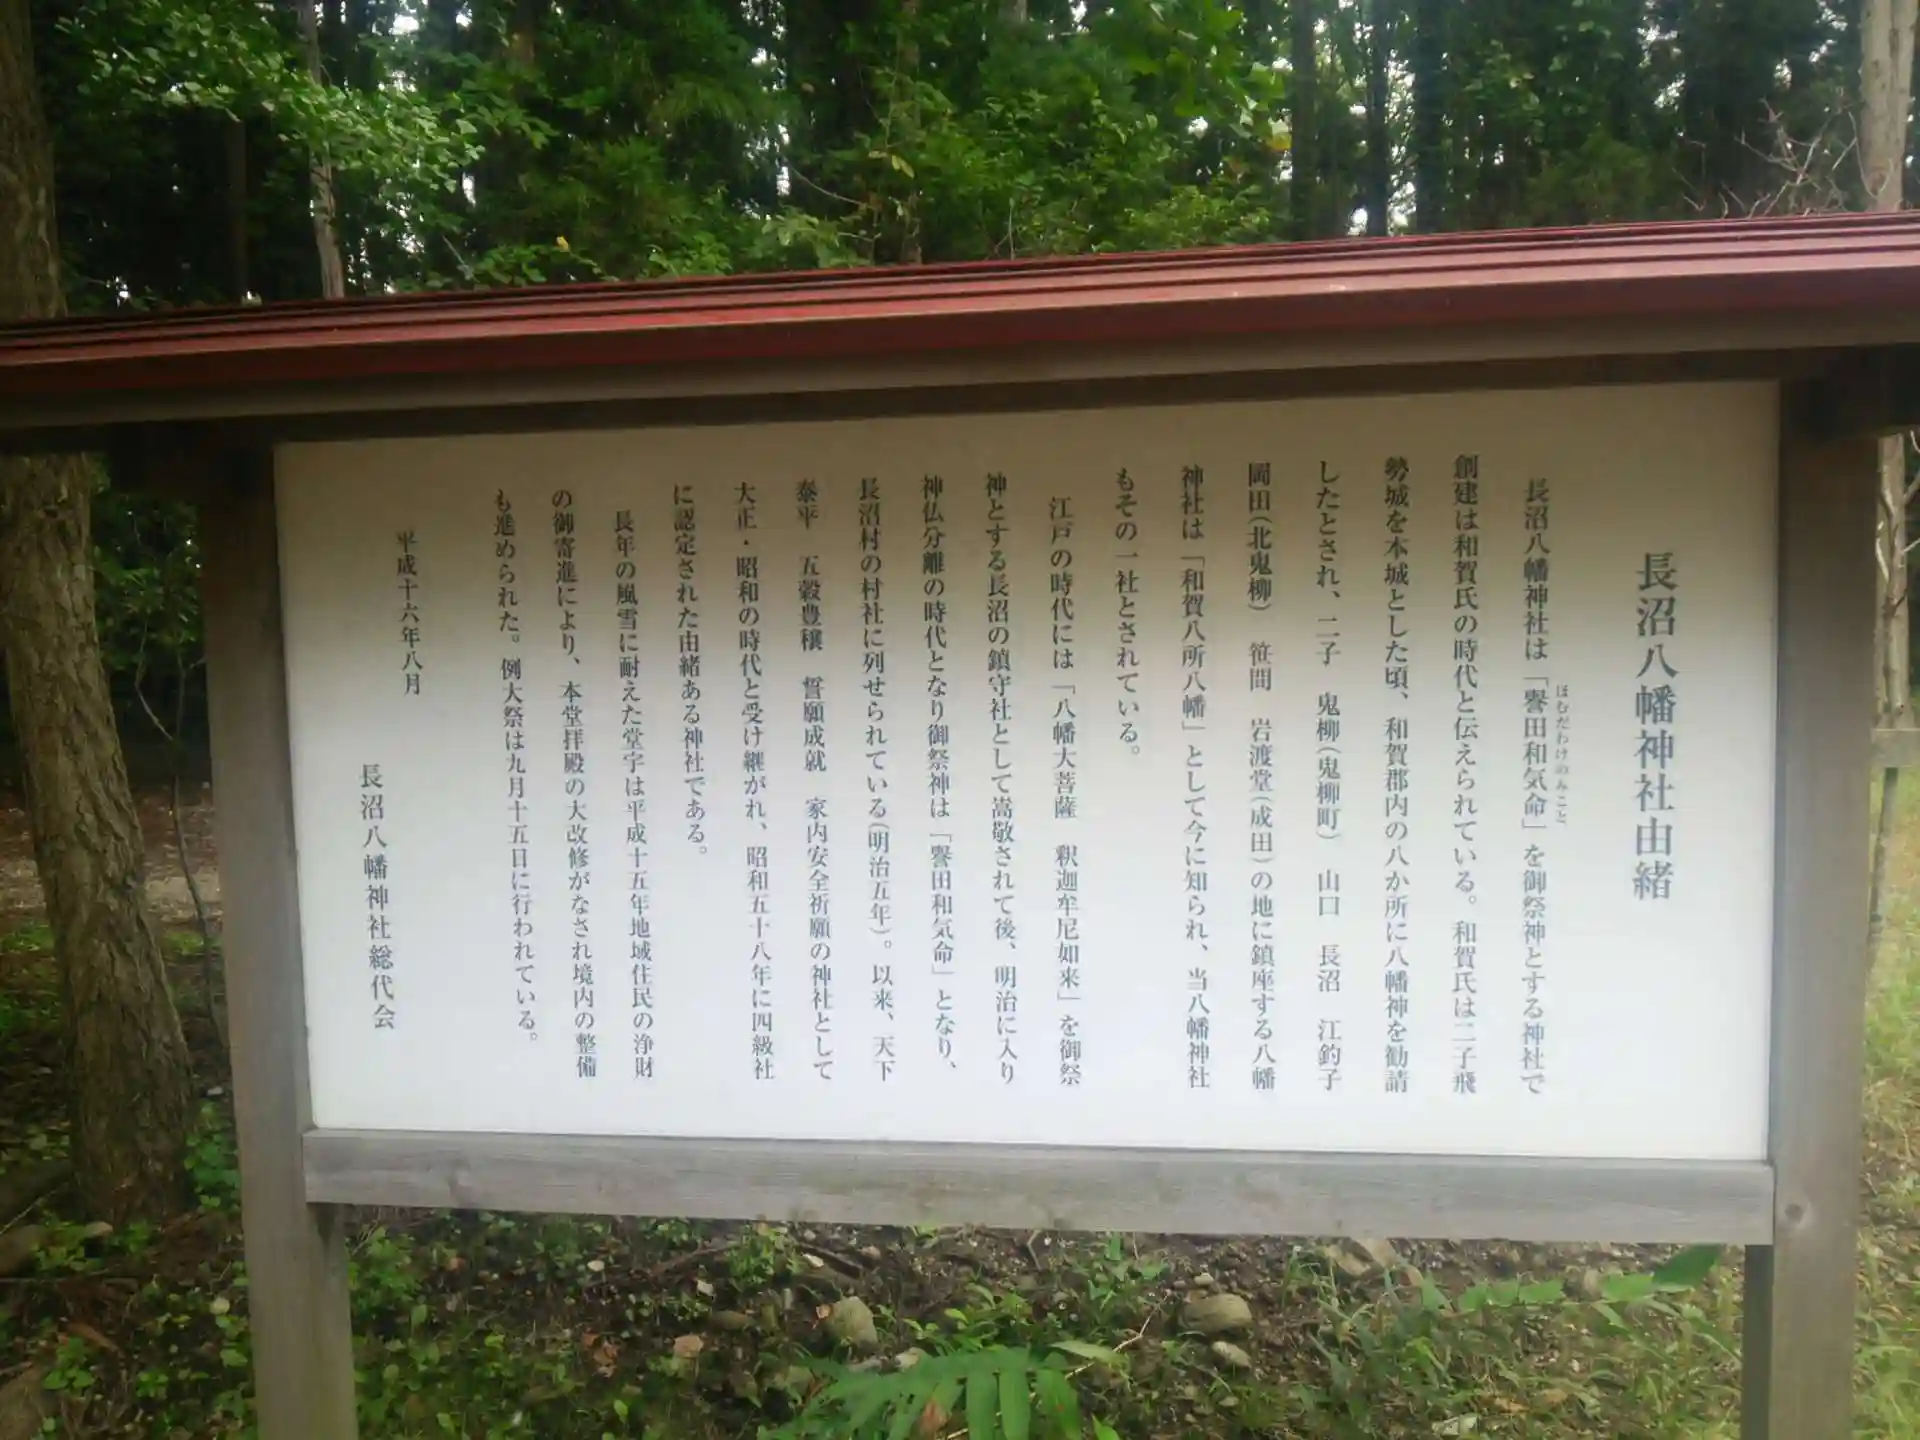 長沼八幡神社由緒
長沼八幡神社は「譽田和気命」を御祭神とする神社で
ほむだわけのみこと
創建は和賀氏の時代と伝えられている。和賀氏は二子飛
勢城を本城とした頃、和賀郡内の八か所に八幡神を勧請
したとされ、二子　鬼柳(鬼柳町)　山口　長沼　江釣子
岡田(北鬼柳)　笹間　岩渡堂(成田)の地に鎮座する八幡
神社は「和賀八所八幡」として今に知られ、当八幡神社
もその一社とされている。
江戸の時代には「八幡大菩薩　釈迦牟尼如来」を御祭
神とする長沼の鎮守社として嵩敬されて後、明治に入り
神仏分離の時代となり御祭神は「譽田和気命」となり、
長沼村の村社に列せられている(明治五年)。以来、天下
泰平　五穀豊穣　誓願成就　家内安全祈願の神社として
大正・昭和の時代と受け継がれ、昭和五十八年に四級社
に認定された由緒ある神社である。
長年の風雪に耐えた堂宇は平成十五年地域住民の浄財
の御寄進により、本堂拝殿の大改修がなされ境内の整備
も進められた。例大祭は九月十五日に行われている。
平成十六年八月
長沼八幡神社総代会